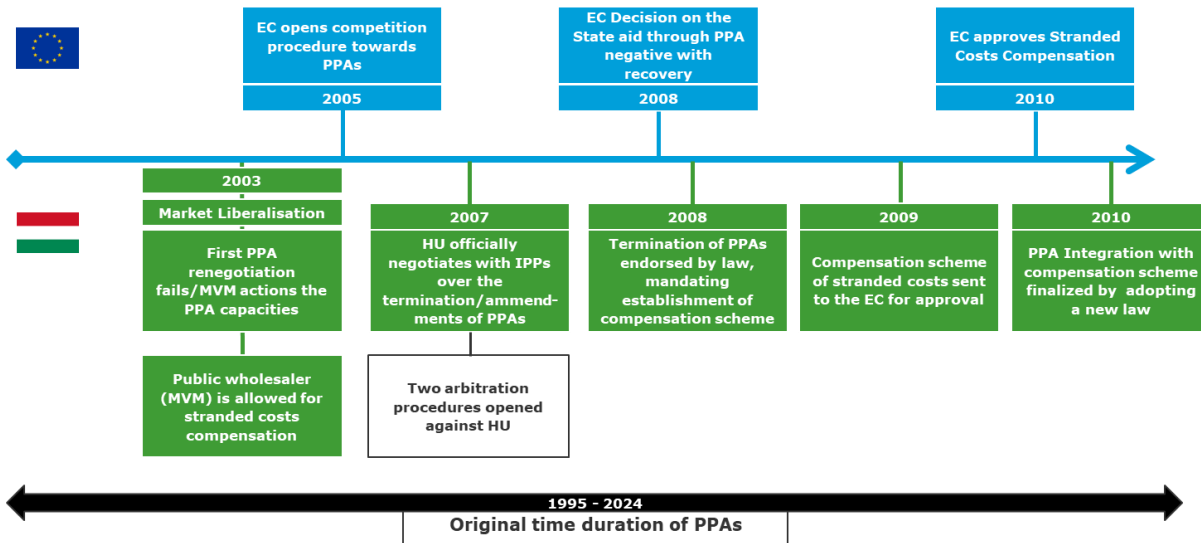 EC opens competition
procedure towards
PPAs
2005
EC Decision on the
State aid through PPA
negative with
recovery
2008
EC approves Stranded
Costs Compensation
2010
2003
Market Liberalisation
First PPA
renegotiation
fails/MVM actions the
PPA capacities
Public wholesaler
(MVM) is allowed for
stranded costs
compensation
2007
HU officially
negotiates with IPPs
over the
termination/ammend-
ments of PPAs
Two arbitration
procedures opened
against HU
2008
Termination of PPAs
endorsed by law,
mandating
establishment of
compensation scheme
2009
Compensation scheme
of stranded costs sent
to the EC for approval
2010
PPA Integration with
compensation scheme
finalized by adopting
a new law
1995 - 2024
Original time duration of PPAs